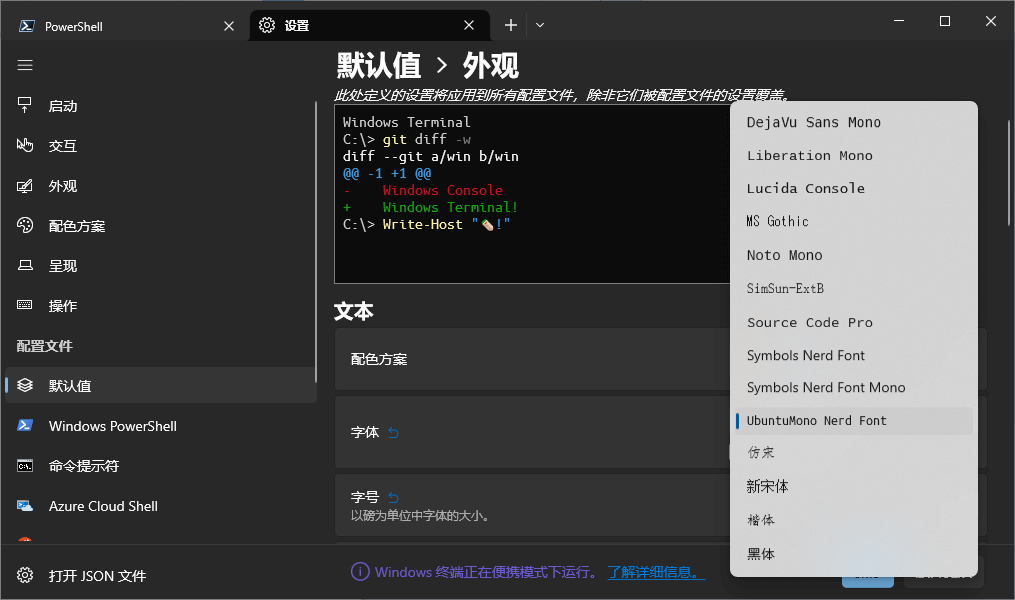 PowerShell
设置
启动
交互
外观
配色方案
呈现
操作
配置文件
默认值
Windows PowerShell
命令提示符
Azure Cloud Shell
打开 JSON 文件
默认值 > 外观
此处定义的设置将应用到所有配置文件，除非它们被配置文件的设置覆盖。
Windows Terminal
C:\> git diff -w
diff --git a/win b/win
@@ -1 +1 @@
-    Windows Console
+    Windows Terminal!
C:\> Write-Host "✏️!"
文本
配色方案
字体
字号
以磅为单位中字体的大小。
Windows 终端正在便携模式下运行。 了解详细信息。
DejaVu Sans Mono
Liberation Mono
Lucida Console
MS Gothic
Noto Mono
SimSun-ExtB
Source Code Pro
Symbols Nerd Font
Symbols Nerd Font Mono
UbuntuMono Nerd Font
仿宋
新宋体
楷体
黑体